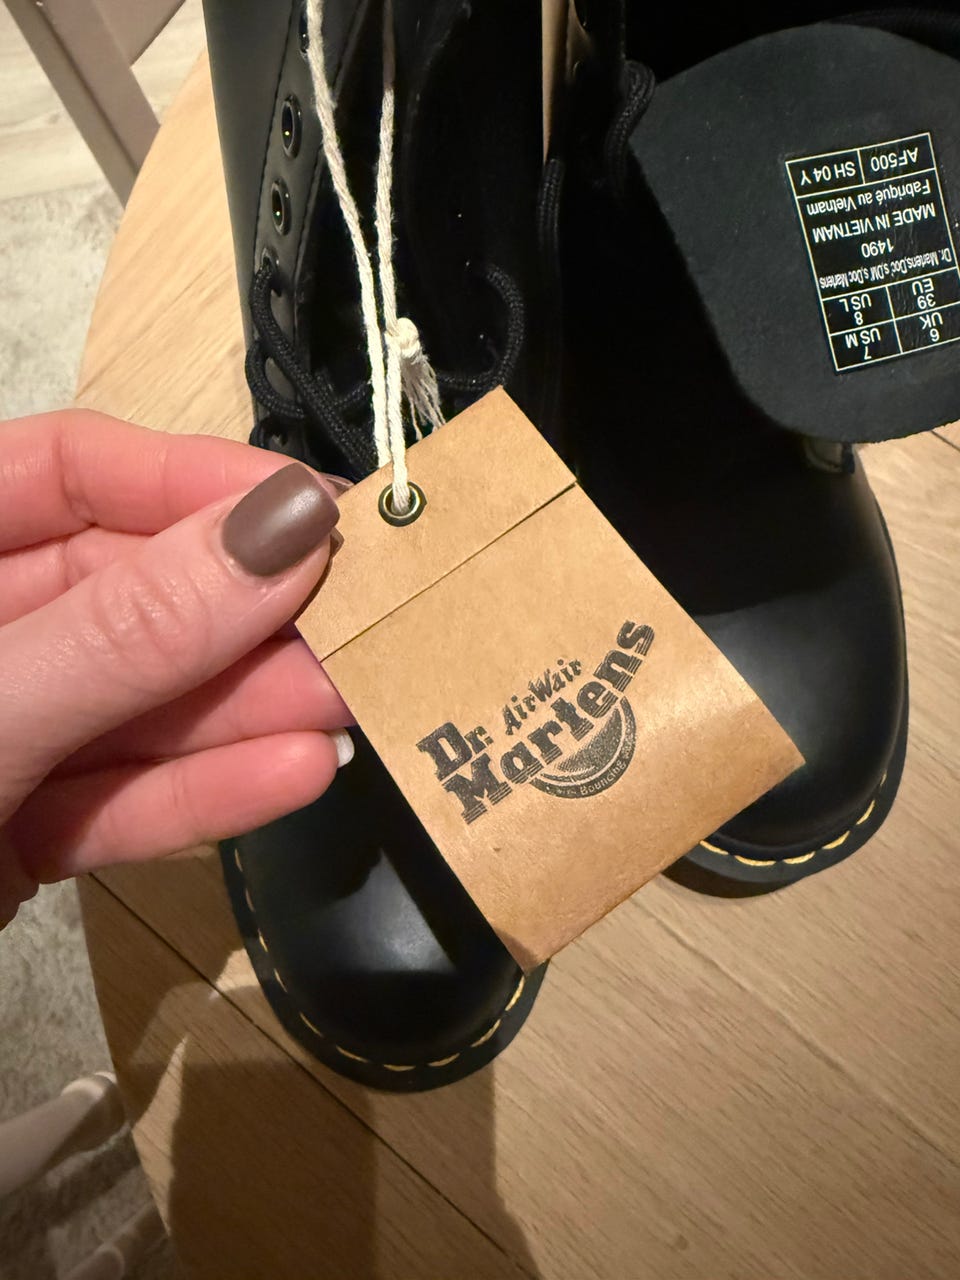 AirWair
Dr.
Martens
Bouncing
6 7
UK US M
39 8
EU US L
Dr. Martens,Doc's,DM's,Doc Martens
1490
MADE IN VIETNAM
Fabriqué au Vietnam
AF500 SH 04 Y